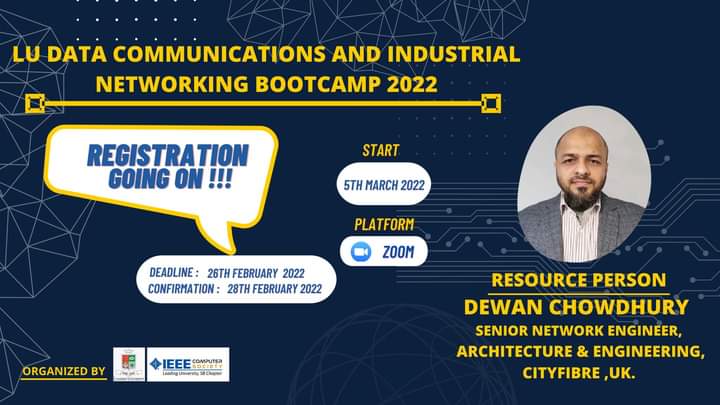 LU DATA COMMUNICATIONS AND INDUSTRIAL
NETWORKING BOOTCAMP 2022
REGISTRATION
GOING ON !!!
START
5TH MARCH 2022
PLATFORM
ZOOM
DEADLINE : 26TH FEBRUARY 2022
CONFIRMATION : 28TH FEBRUARY 2022
RESOURCE PERSON
DEWAN CHOWDHURY
SENIOR NETWORK ENGINEER,
ARCHITECTURE & ENGINEERING,
CITYFIBRE ,UK.
ORGANIZED BY
IEEE COMPUTER
SOCIETY
Leading University SB Chapter